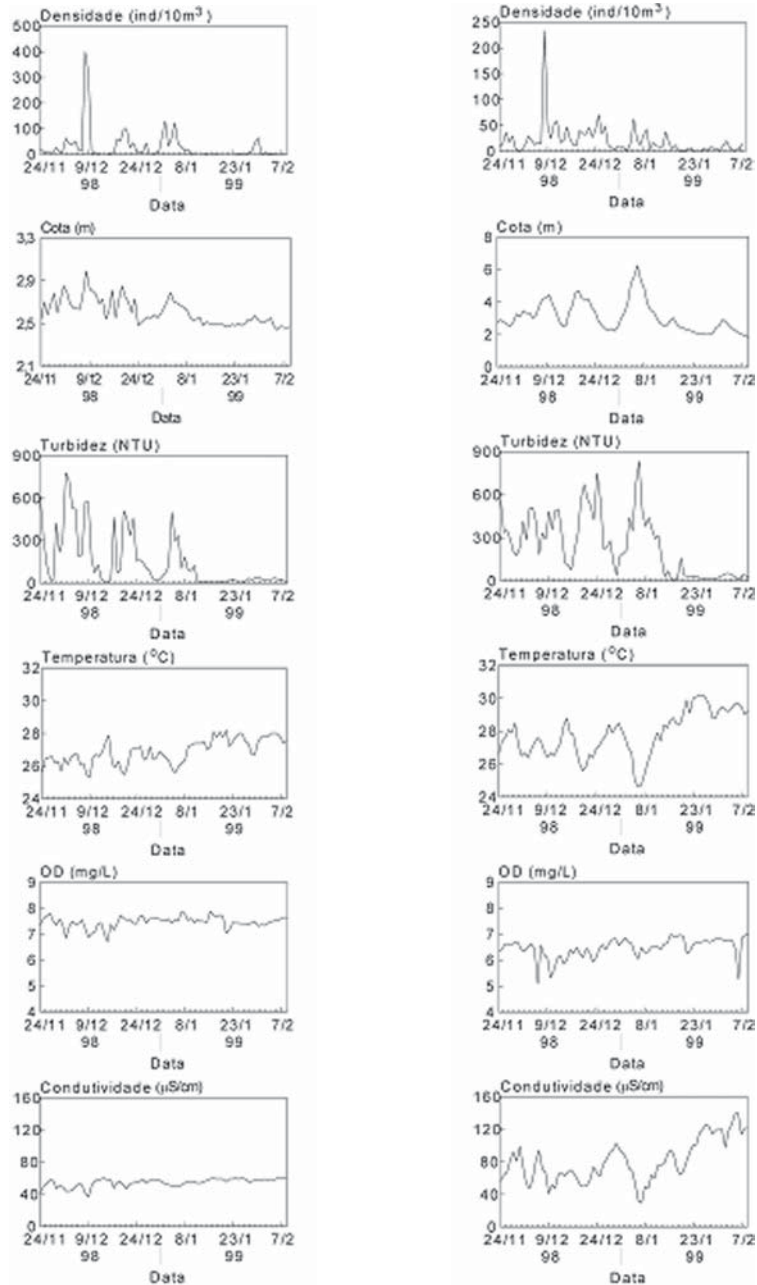 Densidade (ind/10m³)
500
400
300
200
100
0
24/11 9/12 24/12 8/1 23/1 7/2
98 99
Data
Cota (m)
3,3
2,9
2,5
2,1
24/11 9/12 24/12 8/1 23/1 7/2
98 99
Data
Turbidez (NTU)
900
600
300
0
24/11 9/12 24/12 8/1 23/1 7/2
98 99
Data
Temperatura (ºC)
32
30
28
26
24
24/11 9/12 24/12 8/1 23/1 7/2
98 99
Data
OD (mg/L)
9
8
7
6
5
4
24/11 9/12 24/12 8/1 23/1 7/2
98 99
Data
Condutividade (µS/cm)
160
120
80
40
0
24/11 9/12 24/12 8/1 23/1 7/2
98 99
Data
Densidade (ind/10m³)
250
200
150
100
50
0
24/11 9/12 24/12 8/1 23/1 7/2
98 99
Data
Cota (m)
8
6
4
2
0
24/11 9/12 24/12 8/1 23/1 7/2
98 99
Data
Turbidez (NTU)
900
600
300
0
24/11 9/12 24/12 8/1 23/1 7/2
98 99
Data
Temperatura (ºC)
32
30
28
26
24
24/11 9/12 24/12 8/1 23/1 7/2
98 99
Data
OD (mg/L)
9
8
7
6
5
4
24/11 9/12 24/12 8/1 23/1 7/2
98 99
Data
Condutividade (µS/cm)
160
120
80
40
0
24/11 9/12 24/12 8/1 23/1 7/2
98 99
Data